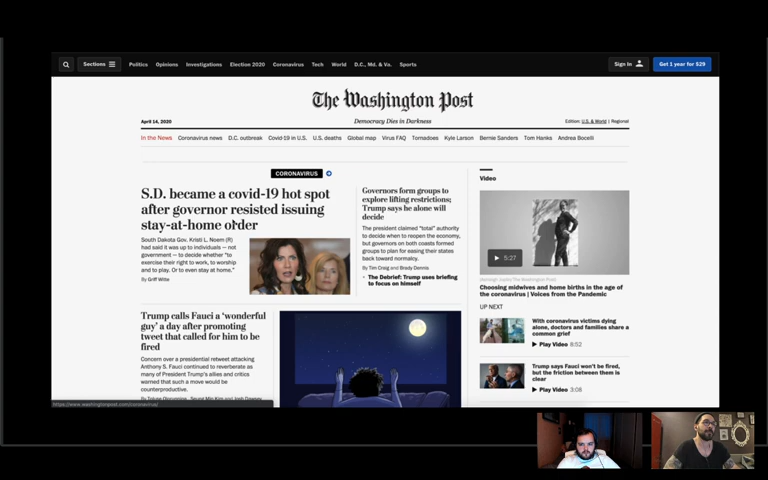 Sections
Politics
Opinions
Investigations
Election 2020
Coronavirus
Tech
World
D.C., Md. & Va.
Sports
Sign In
Get 1 year for $29
The Washington Post
April 14, 2020
Democracy Dies in Darkness
Edition: U.S. & World | Regional
In the News
Coronavirus news
D.C. outbreak
Covid-19 in U.S.
U.S. deaths
Global map
Virus FAQ
Tornadoes
Kyle Larson
Bernie Sanders
Tom Hanks
Andrea Bocelli
CORONAVIRUS
S.D. became a covid-19 hot spot
after governor resisted issuing
stay-at-home order
South Dakota Gov. Kristi L. Noem (R)
had said it was up to individuals — not
government — to decide whether "to
exercise their right to work, to worship
and to play. Or to even stay at home."
By Griff Witte
Governors form groups to
explore lifting restrictions;
Trump says he alone will
decide
The president claimed "total" authority
to decide when to reopen the economy,
but governors on both coasts formed
groups to plan for easing their states
back toward normalcy.
By Tim Craig and Brady Dennis
• The Debrief: Trump uses briefing
to focus on himself
Trump calls Fauci a 'wonderful
guy' a day after promoting
tweet that called for him to be
fired
Concern over a presidential retweet attacking
Anthony S. Fauci continued to reverberate as
many of President Trump's allies and critics
warned that such a move would be
counterproductive.
Video
5:27
Choosing midwives and home births in the age of
the coronavirus | Voices from the Pandemic
UP NEXT
With coronavirus victims dying
alone, doctors and families share a
common grief
Play Video 8:52
Trump says Fauci won't be fired,
but the friction between them is
clear
Play Video 3:08
https://www.washingtonpost.com/coronavirus/